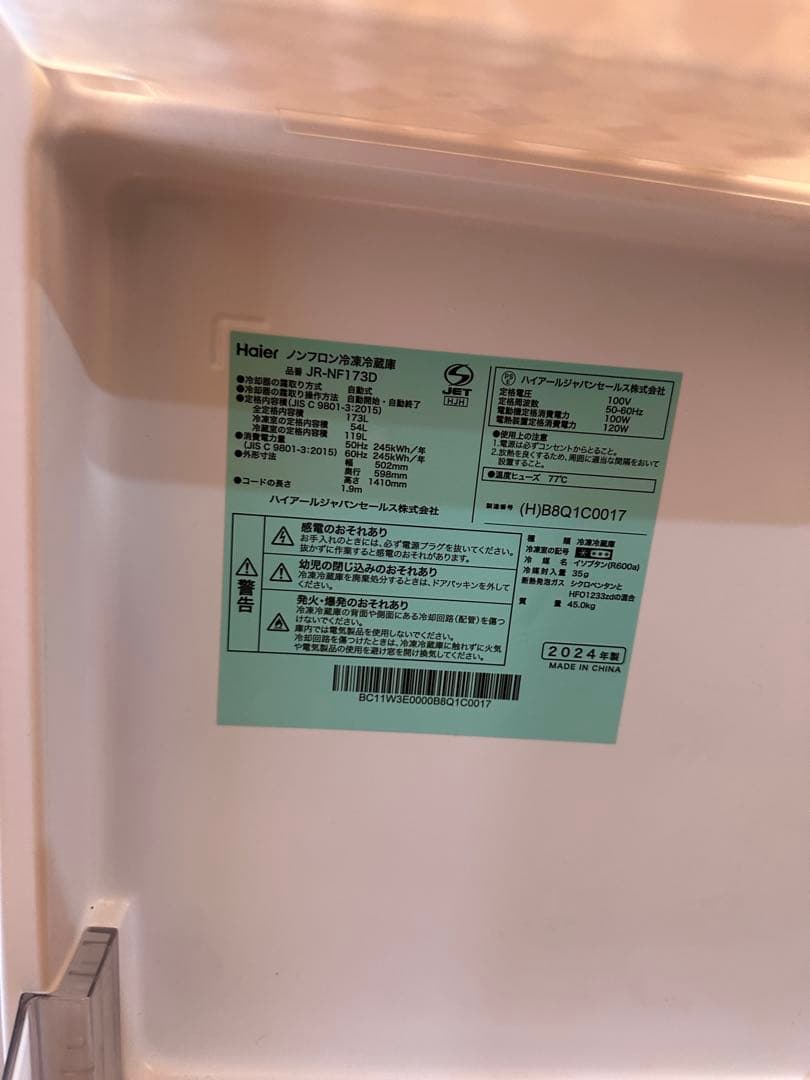 Haier ノンフロン冷凍冷蔵庫
品番 JR-NF173D
●冷却器の霜取り方式 自動式
●冷却器の霜取り操作方法 自動開始・自動終了
●定格内容積(JIS C 9801-3:2015)
全定格内容積 173L
冷凍室の定格内容積 54L
冷蔵室の定格内容積 119L
●消費電力量 50Hz 245kWh/年
(JIS C 9801-3:2015) 60Hz 245kWh/年
●外形寸法 幅 502mm
奥行 598mm
高さ 1410mm
●コードの長さ 1.9m
ハイアールジャパンセールス株式会社
JET
HJH
PS
E
ハイアールジャパンセールス株式会社
定格電圧 100V
定格周波数 50-60Hz
電動機定格消費電力 100W
電熱装置定格消費電力 120W
●使用上の注意
1.電源は必ずコンセントからとること。
2.放熱を良くするため、周囲に適当な間隔をおいて
設置すること。
●温度ヒューズ 77℃
製造番号 (H)B8Q1C0017
警告
感電のおそれあり
お手入れのときには、必ず電源プラグを抜いてください。
抜かずに作業すると感電のおそれがあります。
幼児の閉じ込みのおそれあり
冷凍冷蔵庫を廃棄処分するときは、ドアパッキンを外して
ください。
発火・爆発のおそれあり
冷凍冷蔵庫の背面や側面にある冷却回路(配管)を傷つ
けないでください。
庫内では電気製品を使用しないでください。
冷却回路を傷つけたときは、冷凍冷蔵庫に触れずに火気
や電気製品の使用を避け窓を開け換気してください。
種類 冷凍冷蔵庫
冷凍室の記号
冷媒名 イソブタン(R600a)
冷媒封入量 35g
断熱発泡ガス シクロペンタンと
HFO1233zdの混合
質量 45.0kg
2024年製
MADE IN CHINA
BC11W3E0000B8Q1C0017